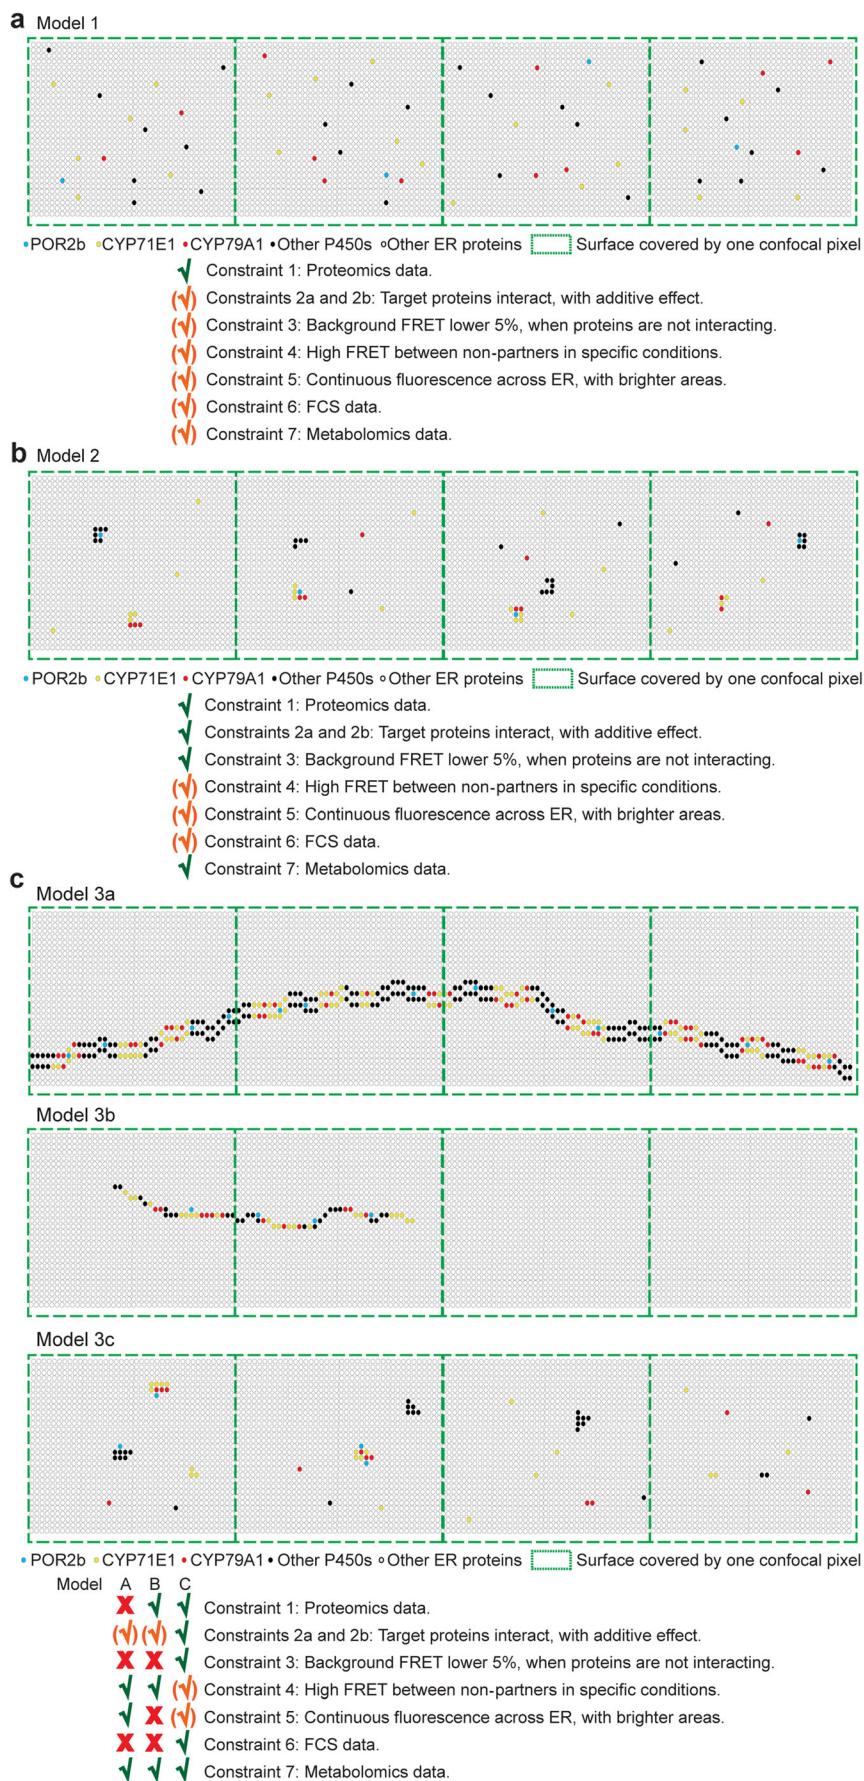 a Model 1
POR2b CYP71E1 CYP79A1 Other P450s Other ER proteins Surface covered by one confocal pixel
√ Constraint 1: Proteomics data.
(√) Constraints 2a and 2b: Target proteins interact, with additive effect.
(√) Constraint 3: Background FRET lower 5%, when proteins are not interacting.
(√) Constraint 4: High FRET between non-partners in specific conditions.
(√) Constraint 5: Continuous fluorescence across ER, with brighter areas.
(√) Constraint 6: FCS data.
(√) Constraint 7: Metabolomics data.
b Model 2
POR2b CYP71E1 CYP79A1 Other P450s Other ER proteins Surface covered by one confocal pixel
√ Constraint 1: Proteomics data.
√ Constraints 2a and 2b: Target proteins interact, with additive effect.
√ Constraint 3: Background FRET lower 5%, when proteins are not interacting.
(√) Constraint 4: High FRET between non-partners in specific conditions.
(√) Constraint 5: Continuous fluorescence across ER, with brighter areas.
(√) Constraint 6: FCS data.
√ Constraint 7: Metabolomics data.
c
Model 3a
Model 3b
Model 3c
POR2b CYP71E1 CYP79A1 Other P450s Other ER proteins Surface covered by one confocal pixel
Model A B C
X √ √ Constraint 1: Proteomics data.
(√) (√) √ Constraints 2a and 2b: Target proteins interact, with additive effect.
X X √ Constraint 3: Background FRET lower 5%, when proteins are not interacting.
√ √ (√) Constraint 4: High FRET between non-partners in specific conditions.
√ X (√) Constraint 5: Continuous fluorescence across ER, with brighter areas.
X X √ Constraint 6: FCS data.
√ √ √ Constraint 7: Metabolomics data.